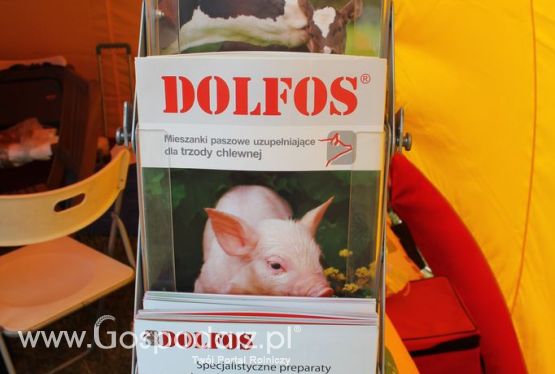 DOLFOS®
Mieszanki paszowe uzupełniające
dla trzody chlewnej
DOLFOS
www.Gospodarz.pl
Twój Portal Rolniczy
Specjalistyczne preparaty